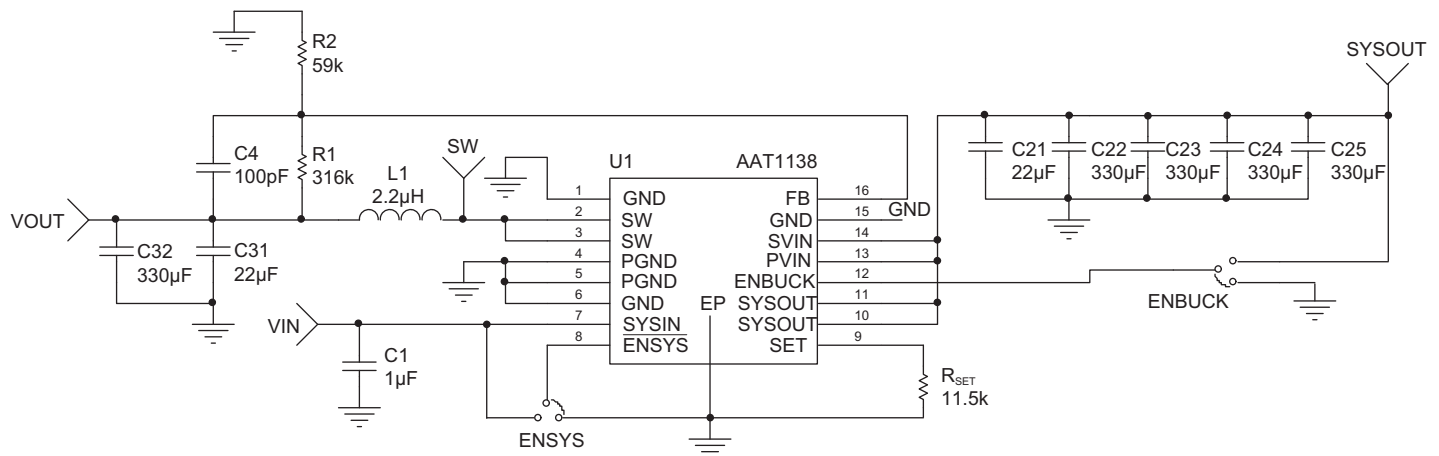 R2
59k
SYSOUT
C4
100pF
R1
316k
L1
2.2µH
SW
U1
AAT1138
C21
22µF
C22
330µF
C23
330µF
C24
330µF
C25
330µF
VOUT
C32
330µF
C31
22µF
1 GND
2 SW
3 SW
4 PGND
5 PGND
6 GND
7 SYSIN
8 ENSYS
EP
FB 16
GND 15 GND
SVIN 14
PVIN 13
ENBUCK 12
SYSOUT 11
SYSOUT 10
SET 9
ENBUCK
VIN
C1
1µF
RSET
11.5k
ENSYS